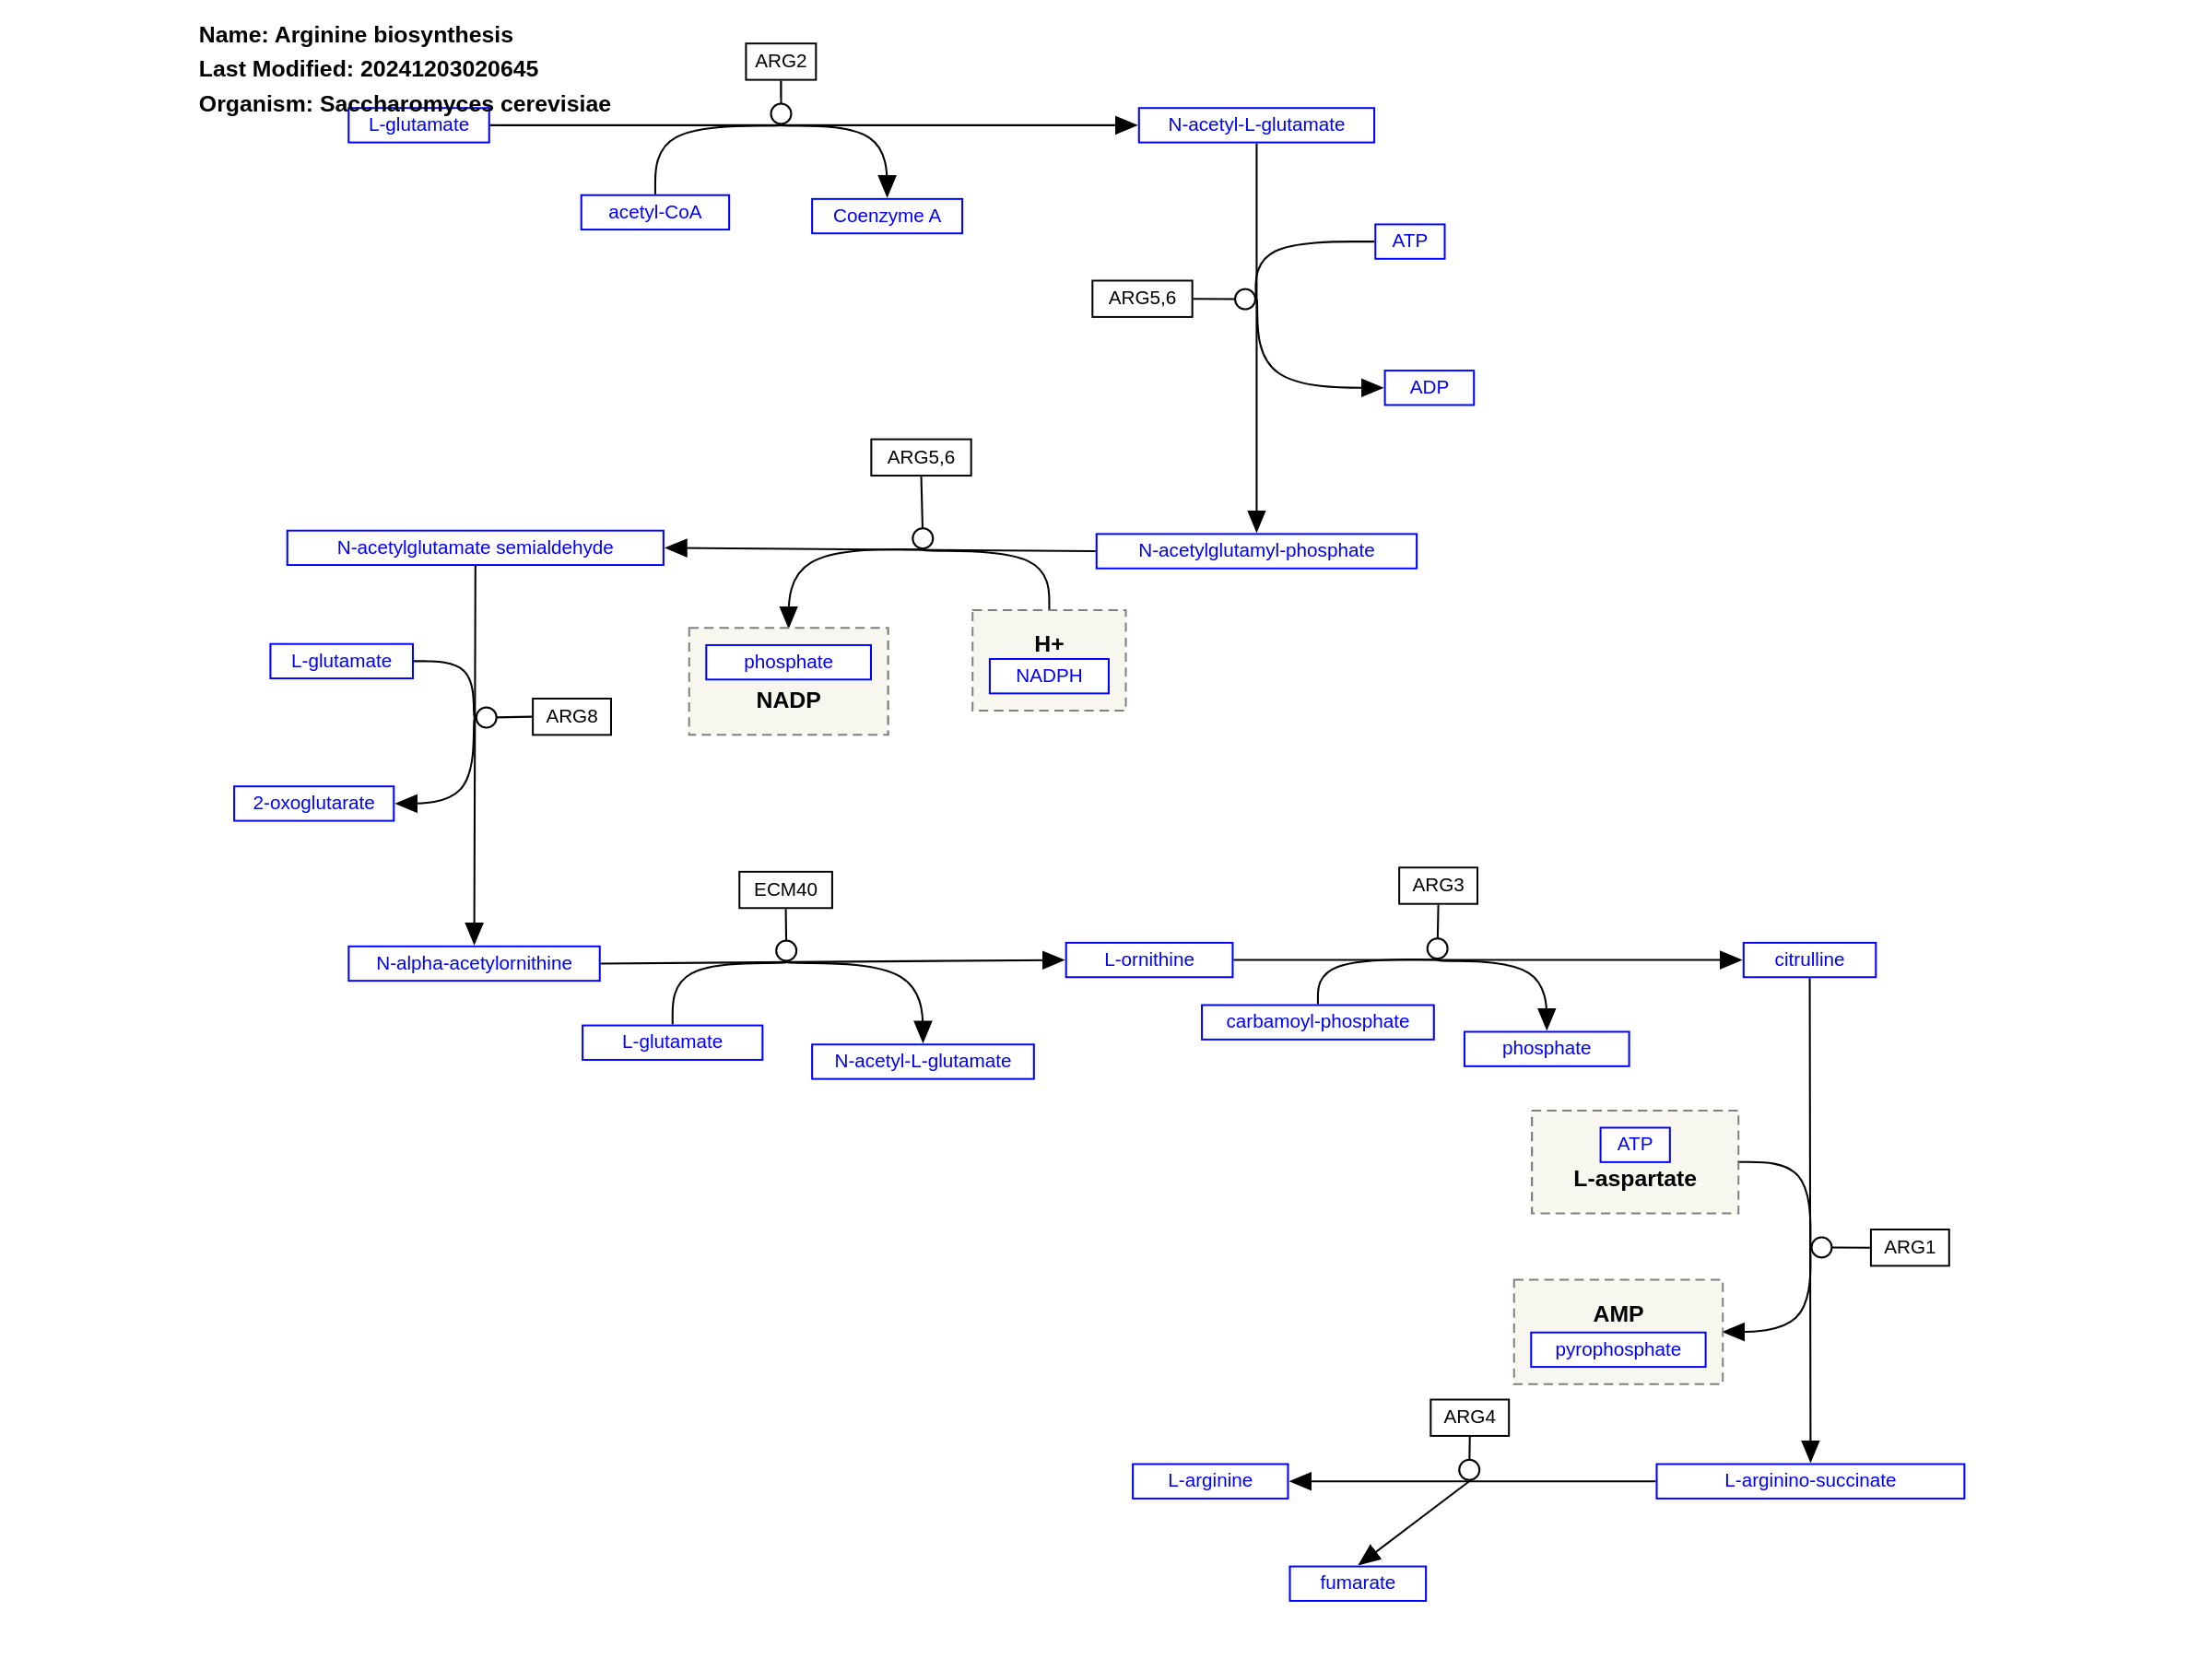 Name: Arginine biosynthesis
Last Modified: 20241203020645
Organism: Saccharomyces cerevisiae
ARG2
L-glutamate
N-acetyl-L-glutamate
acetyl-CoA
Coenzyme A
ATP
ARG5,6
ADP
ARG5,6
N-acetylglutamate semialdehyde
N-acetylglutamyl-phosphate
H+
L-glutamate
phosphate
NADPH
NADP
ARG8
2-oxoglutarate
ECM40
ARG3
N-alpha-acetylornithine
L-ornithine
citrulline
carbamoyl-phosphate
L-glutamate
phosphate
N-acetyl-L-glutamate
ATP
L-aspartate
ARG1
AMP
pyrophosphate
ARG4
L-arginine
L-arginino-succinate
fumarate